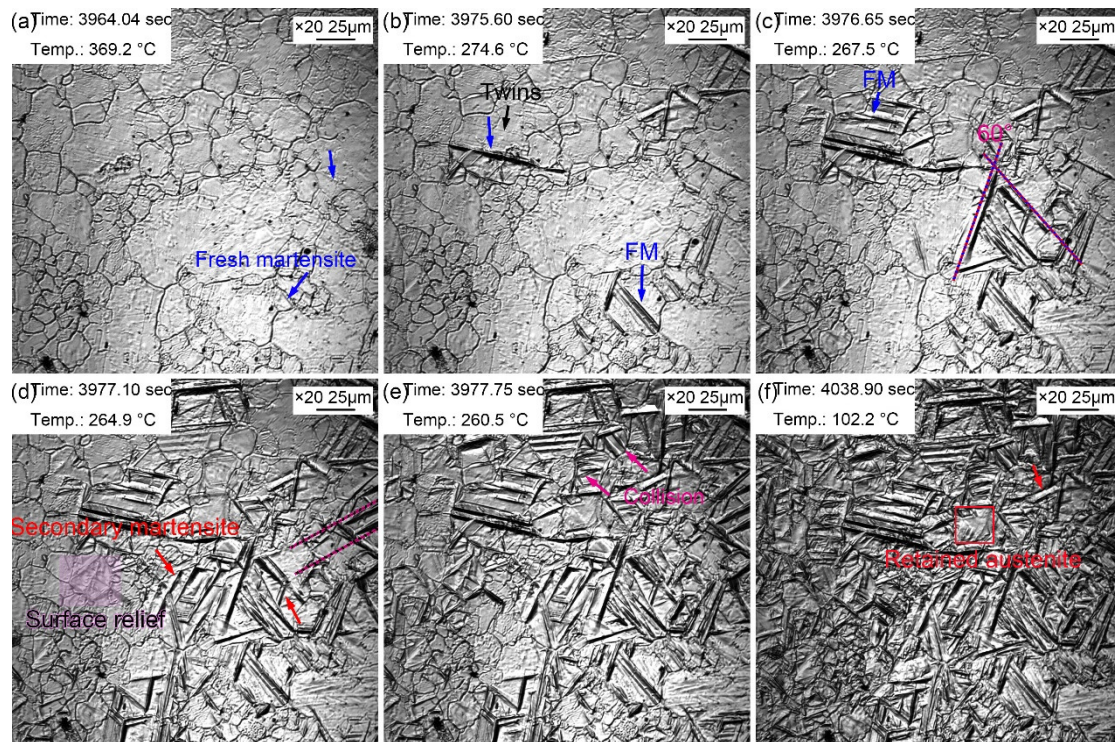 (a) Time: 3964.04 sec
Temp.: 369.2 °C
×20 25µm
Fresh martensite
(b) Time: 3975.60 sec
Temp.: 274.6 °C
×20 25µm
Twins
FM
(c) Time: 3976.65 sec
Temp.: 267.5 °C
×20 25µm
FM
60°
(d) Time: 3977.10 sec
Temp.: 264.9 °C
×20 25µm
Secondary martensite
Surface relief
(e) Time: 3977.75 sec
Temp.: 260.5 °C
×20 25µm
Collision
(f) Time: 4038.90 sec
Temp.: 102.2 °C
×20 25µm
Retained austenite